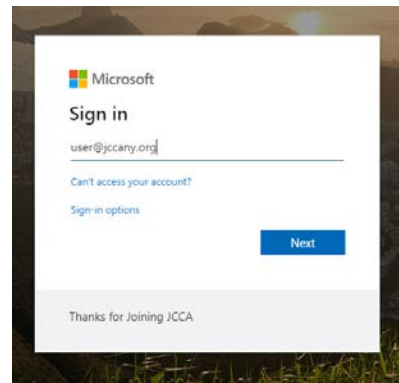 Microsoft
Sign in
user@jccany.org
Can't access your account?
Sign-in options
Next
Thanks for Joining JCCA